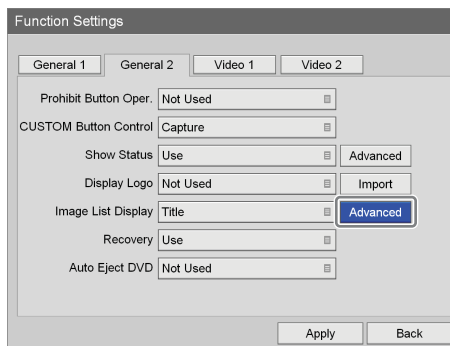 Function Settings
General 1 General 2 Video 1 Video 2
Prohibit Button Oper. Not Used
CUSTOM Button Control Capture
Show Status Use Advanced
Display Logo Not Used Import
Image List Display Title Advanced
Recovery Use
Auto Eject DVD Not Used
Apply Back